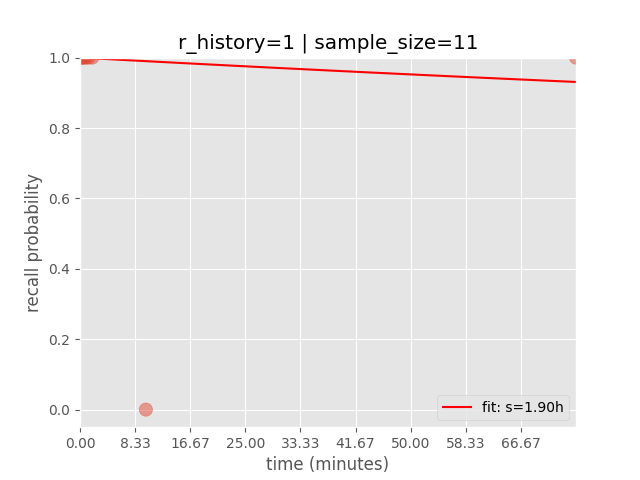 r_history=1 | sample_size=11
1.0
0.8
0.6
0.4
0.2
0.0
recall probability
fit: s=1.90h
0.00 8.33 16.67 25.00 33.33 41.67 50.00 58.33 66.67
time (minutes)